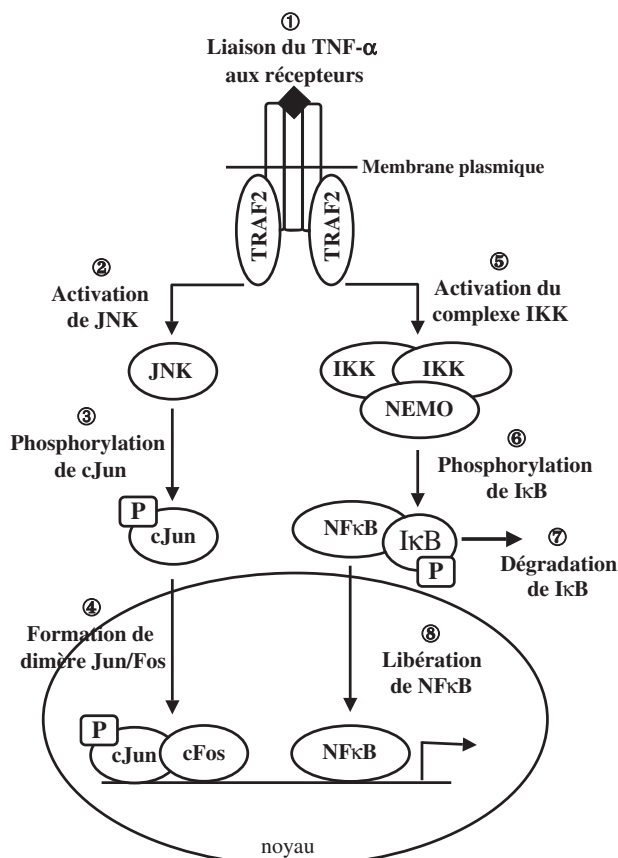 ①
Liaison du TNF-α
aux récepteurs
Membrane plasmique
TRAF2
TRAF2
②
Activation
de JNK
⑤
Activation du
complexe IKK
JNK
IKK
IKK
NEMO
③
Phosphorylation
de cJun
⑥
Phosphorylation
de IκB
P
cJun
NFκB
IκB
P
⑦
Dégradation
de IκB
④
Formation de
dimère Jun/Fos
⑧
Libération
de NFκB
P
cJun
cFos
NFκB
noyau